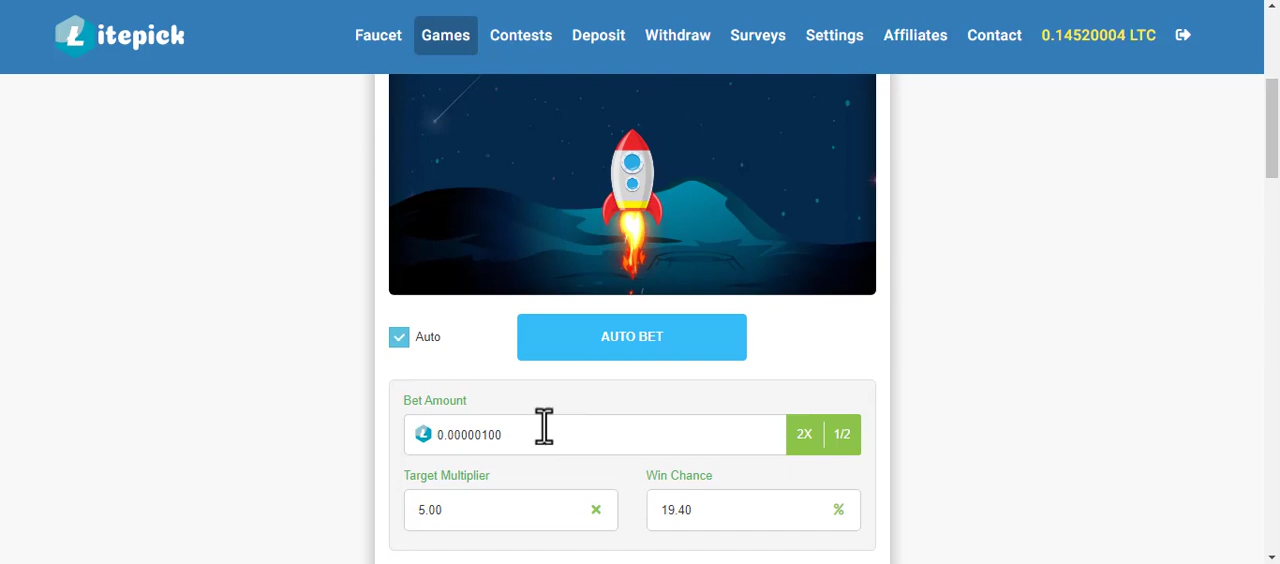 Litepick Faucet Games Contests Deposit Withdraw Surveys Settings Affiliates Contact 0.14520004 LTC
Auto AUTO BET
Bet Amount
0.00000100 2X 1/2
Target Multiplier Win Chance
5.00 × 19.40 %